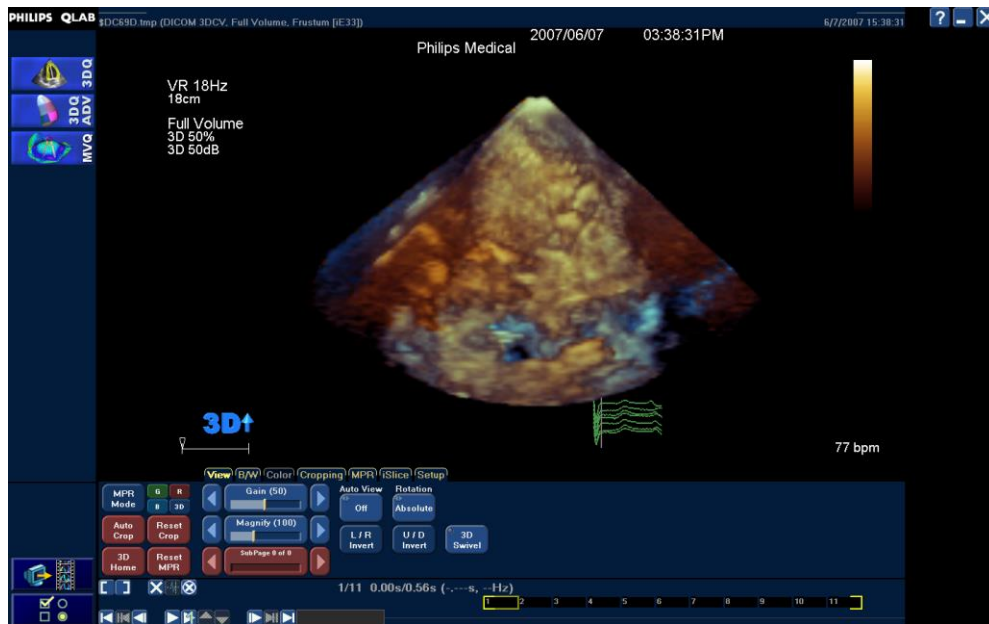 PHILIPS QLAB
$DC69D.tmp (DICOM 3DCV, Full Volume, Frustum [iE33])
6/7/2007 15:38:31
? _ X
Philips Medical
2007/06/07 03:38:31PM
3DQ
3DQ ADV
MVQ
VR 18Hz
18cm
Full Volume
3D 50%
3D 50dB
3D
V
77 bpm
View B/W Color Cropping MPR iSlice Setup
MPR Mode
G R
B 3D
Gain (50)
Auto View
Off
Rotation
Absolute
Auto Crop
Reset Crop
Magnify (100)
L / R Invert
U / D Invert
3D Swivel
3D Home
Reset MPR
SubPage 0 of 0
1/11 0.00s/0.56s (-.---s, --Hz)
1 2 3 4 5 6 7 8 9 10 11